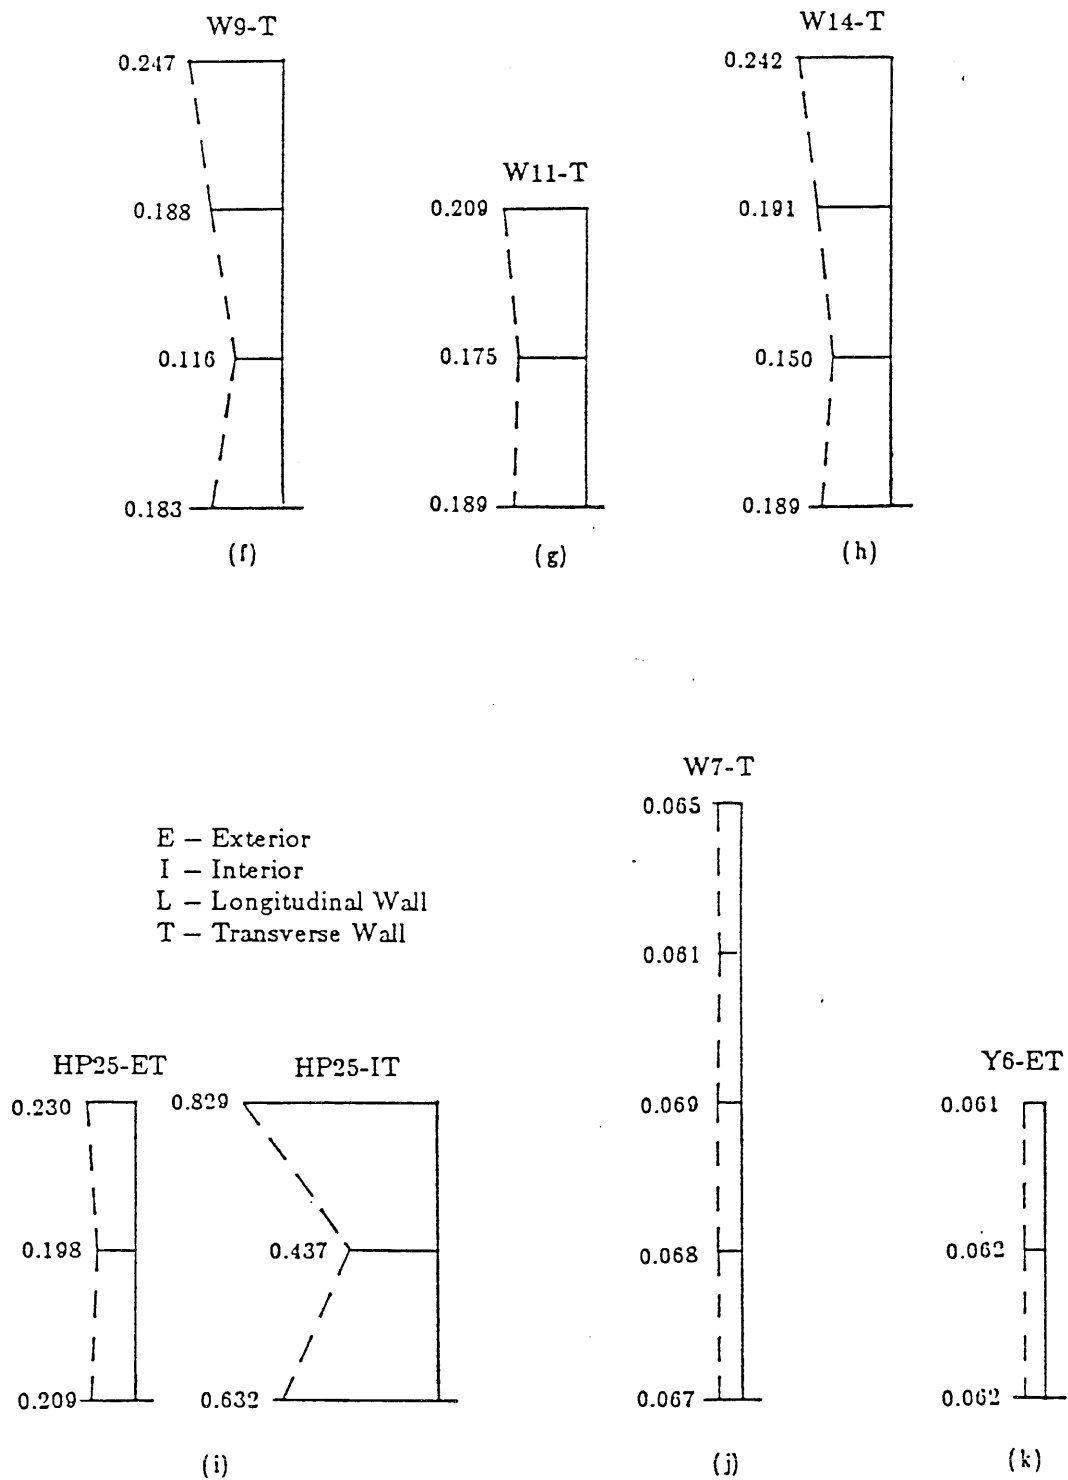 W9-T
0.247
0.188
0.116
0.183
(f)
W11-T
0.209
0.175
0.189
(g)
W14-T
0.242
0.191
0.150
0.189
(h)
E – Exterior
I – Interior
L – Longitudinal Wall
T – Transverse Wall
HP25-ET
0.230
0.198
0.209
HP25-IT
0.829
0.437
0.632
(i)
W7-T
0.065
0.061
0.069
0.068
0.067
(j)
Y6-ET
0.061
0.062
0.062
(k)